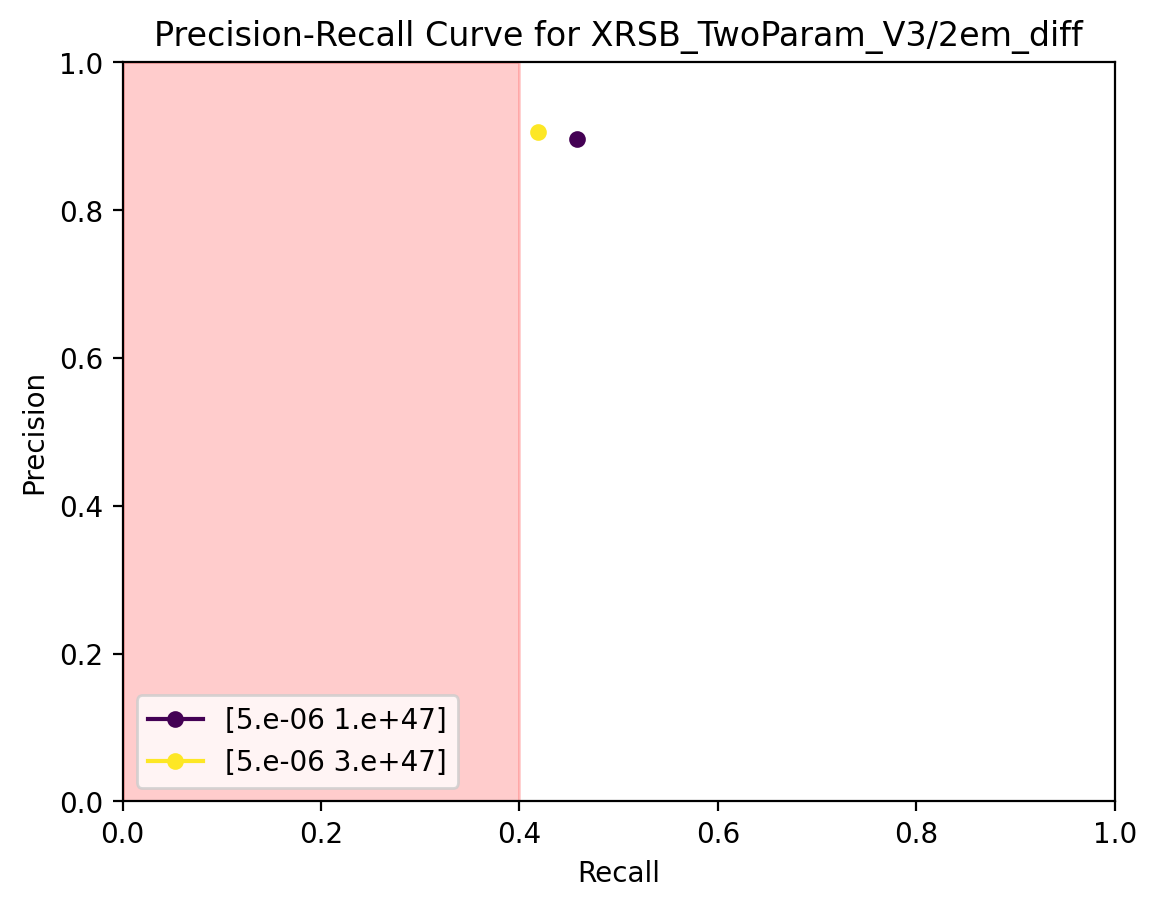 Precision-Recall Curve for XRSB_TwoParam_V3/2em_diff
1.0
0.8
0.6
0.4
0.2
0.0
Precision
[5.e-06 1.e+47]
[5.e-06 3.e+47]
0.0 0.2 0.4 0.6 0.8 1.0
Recall